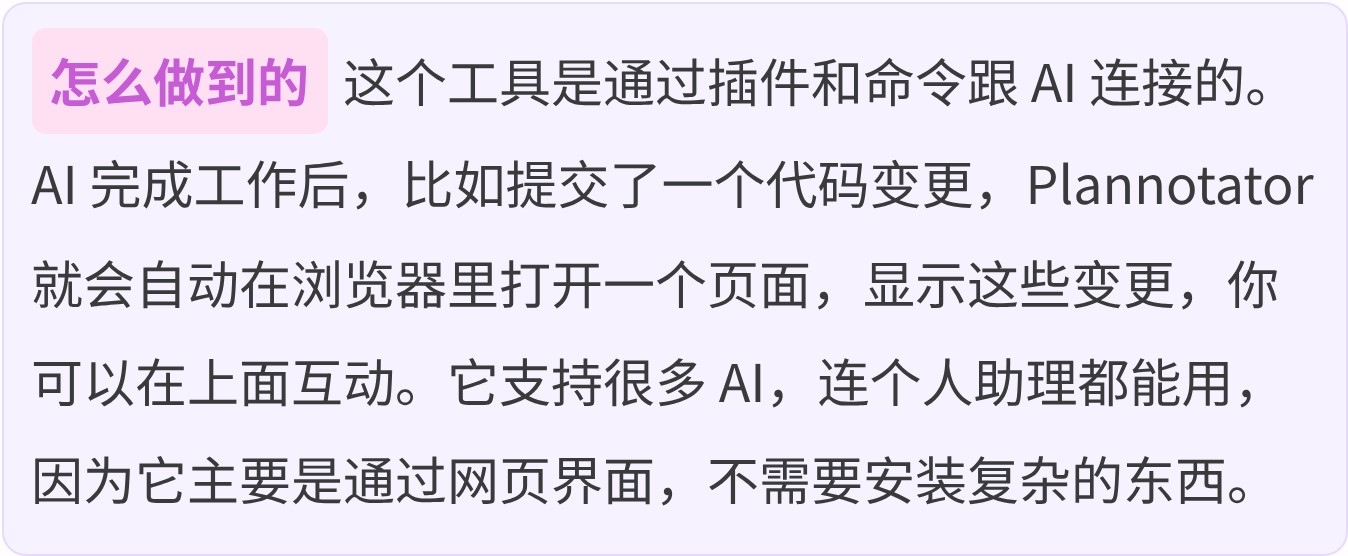 怎么做到的 这个工具是通过插件和命令跟 AI 连接的。
AI 完成工作后，比如提交了一个代码变更，Plannotator
就会自动在浏览器里打开一个页面，显示这些变更，你
可以在上面互动。它支持很多 AI，连个人助理都能用，
因为它主要是通过网页界面，不需要安装复杂的东西。